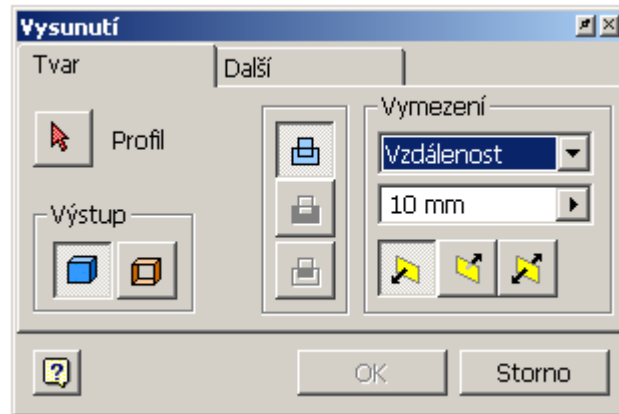 Vysunutí
Tvar
Další
Profil
Výstup
Vymezení
Vzdálenost
10 mm
?
OK
Storno